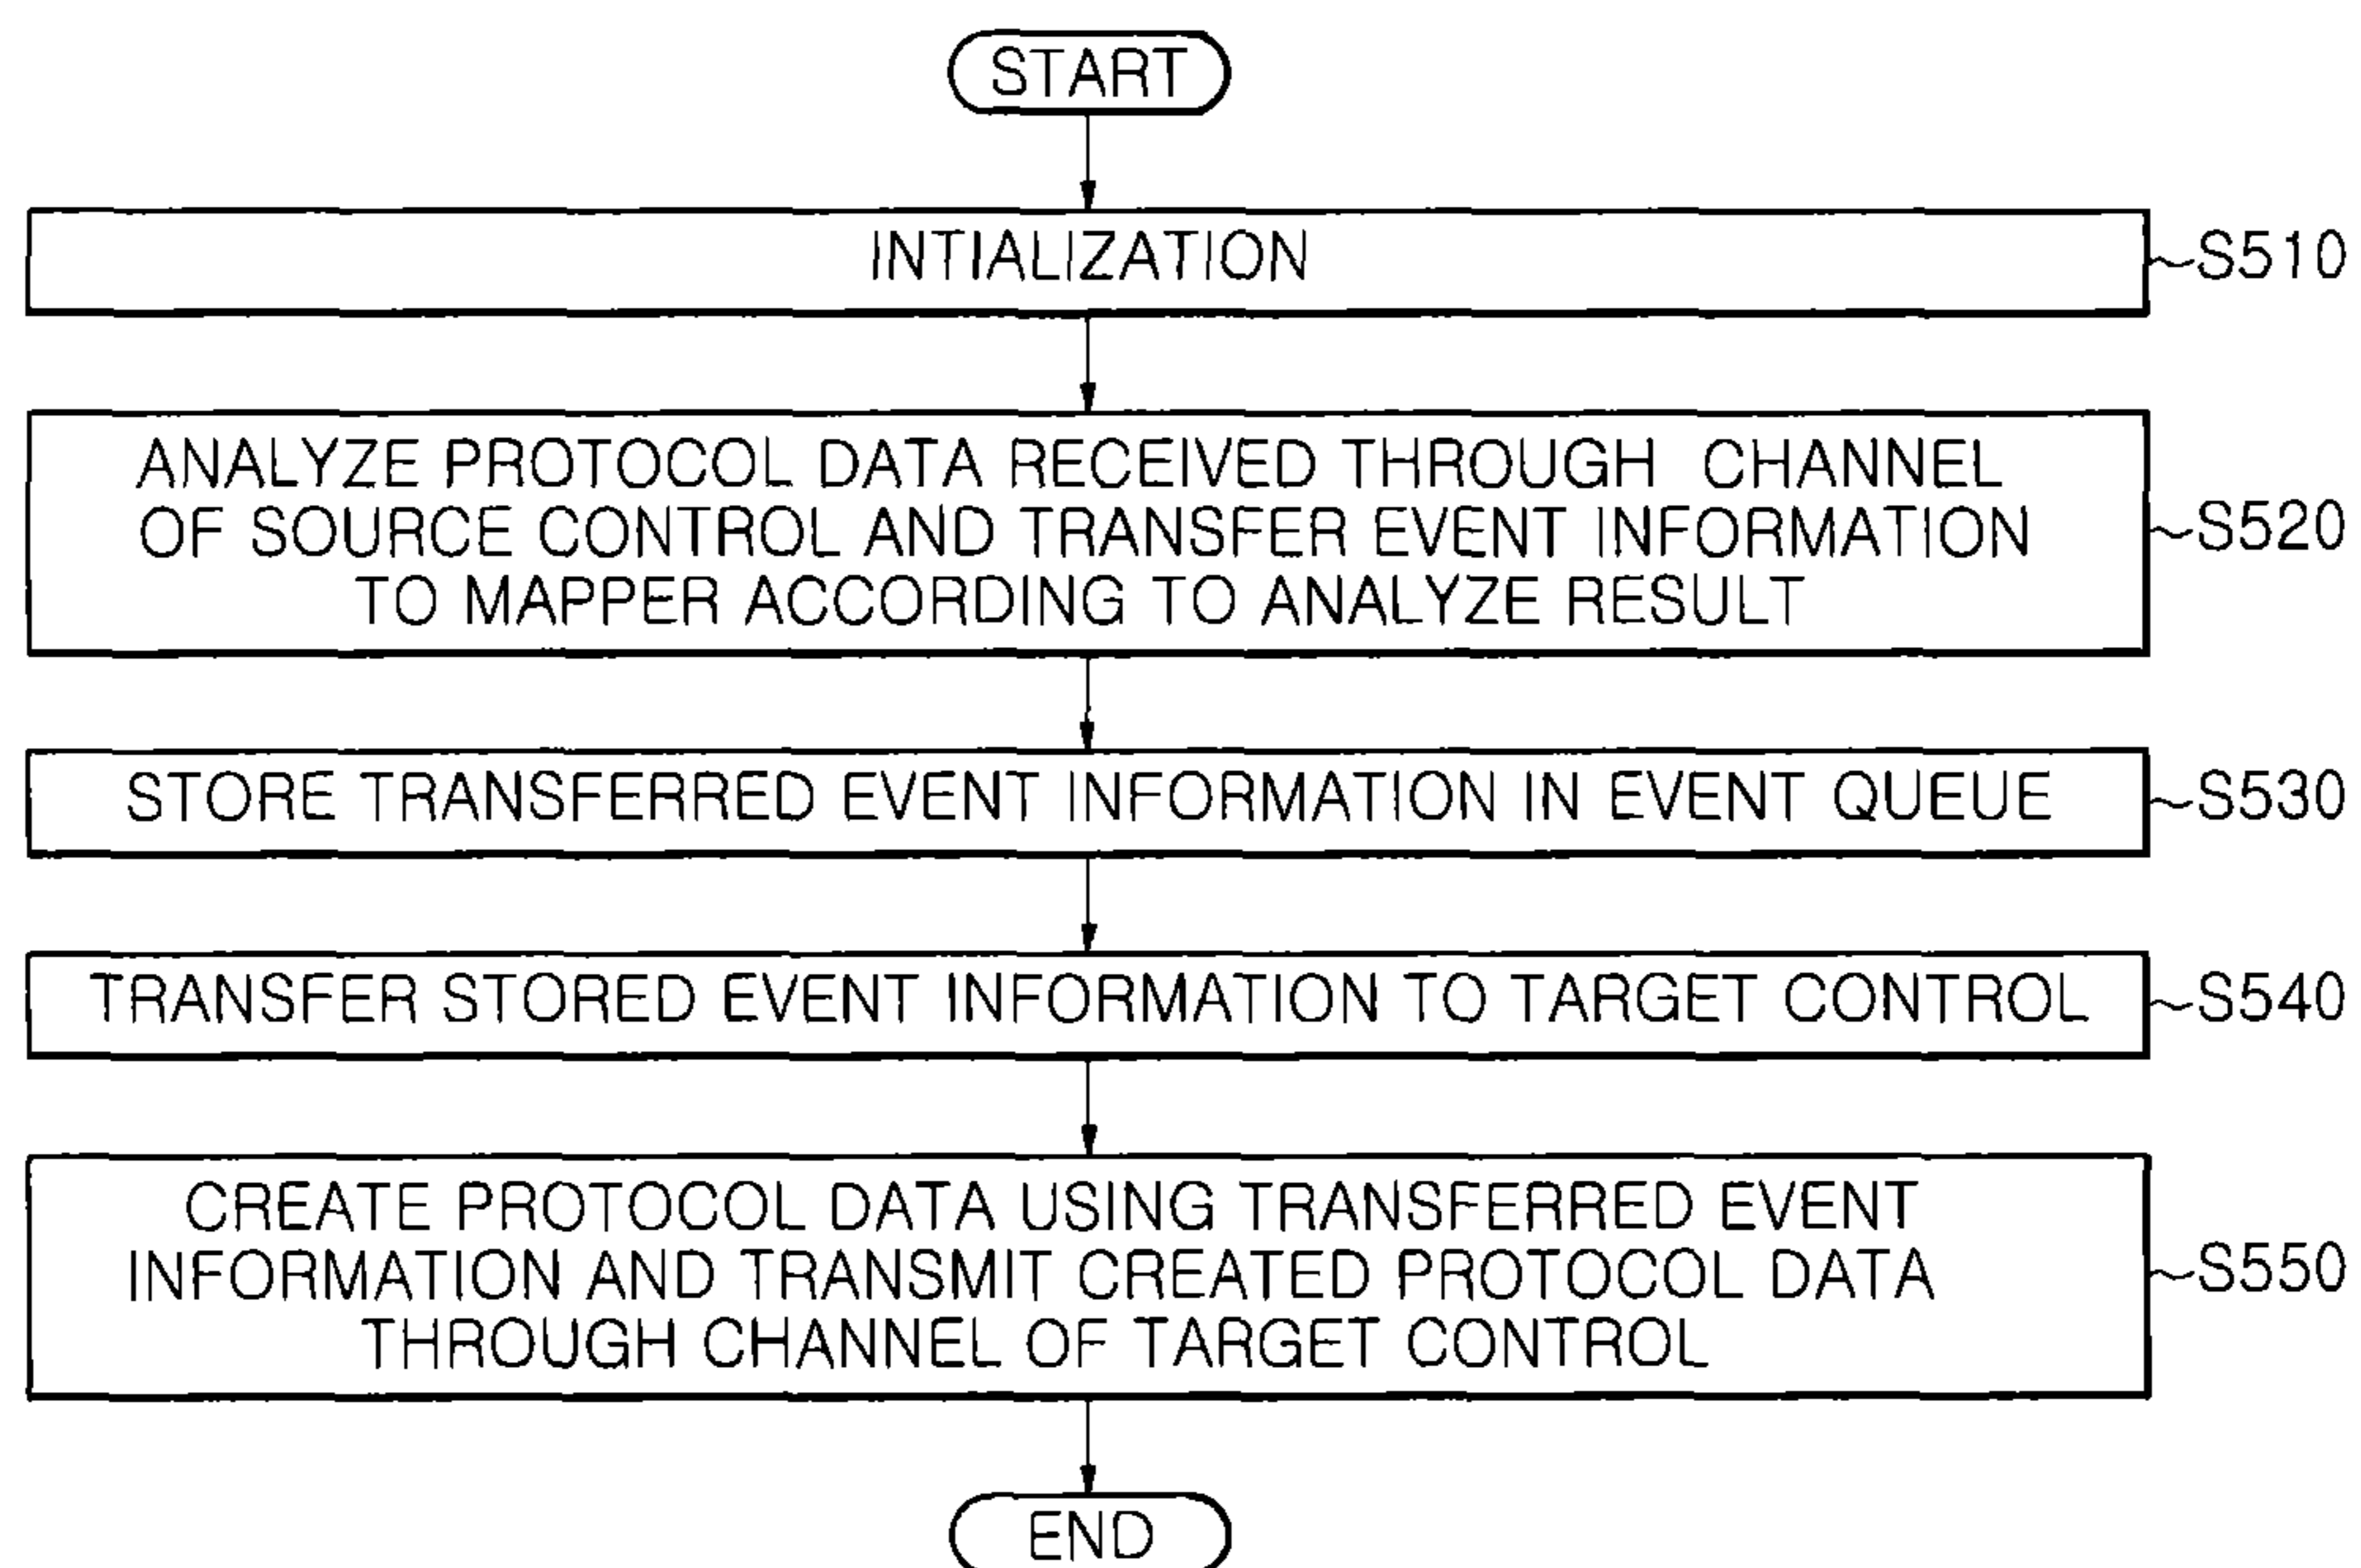 START
INTIALIZATION
~S510
ANALYZE PROTOCOL DATA RECEIVED THROUGH CHANNEL
OF SOURCE CONTROL AND TRANSFER EVENT INFORMATION
TO MAPPER ACCORDING TO ANALYZE RESULT
~S520
STORE TRANSFERRED EVENT INFORMATION IN EVENT QUEUE
~S530
TRANSFER STORED EVENT INFORMATION TO TARGET CONTROL
~S540
CREATE PROTOCOL DATA USING TRANSFERRED EVENT
INFORMATION AND TRANSMIT CREATED PROTOCOL DATA
THROUGH CHANNEL OF TARGET CONTROL
~S550
END